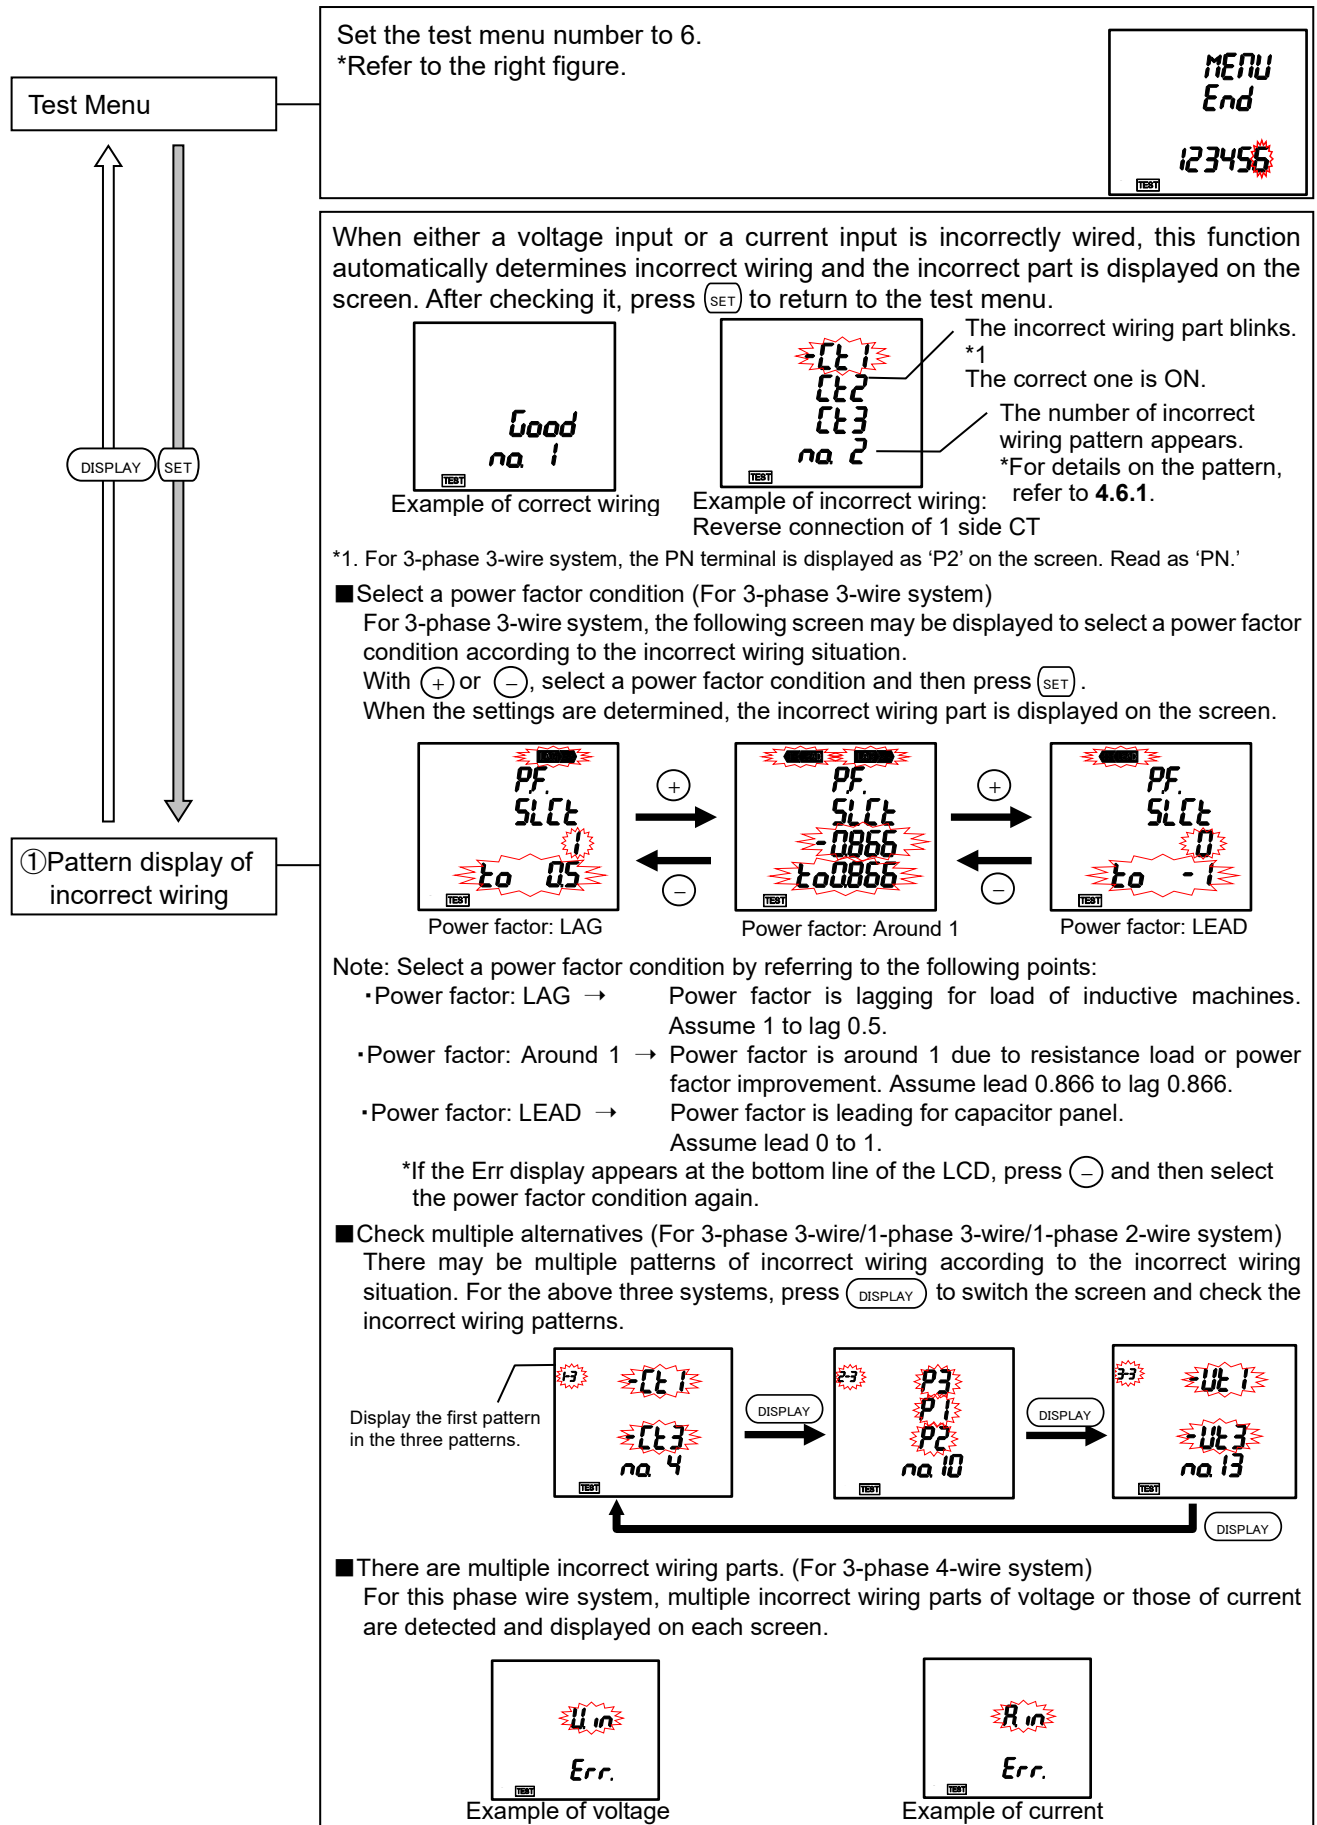 Set the test menu number to 6.
*Refer to the right figure.
MENU
End
123456
TEST
Test Menu
When either a voltage input or a current input is incorrectly wired, this function
automatically determines incorrect wiring and the incorrect part is displayed on the
screen. After checking it, press SET to return to the test menu.
Good
no. 1
TEST
Example of correct wiring
-Ct1
Ct2
Ct3
no. 2
TEST
Example of incorrect wiring:
Reverse connection of 1 side CT
The incorrect wiring part blinks.
*1
The correct one is ON.
The number of incorrect
wiring pattern appears.
*For details on the pattern,
refer to 4.6.1.
DISPLAY SET
*1. For 3-phase 3-wire system, the PN terminal is displayed as ‘P2’ on the screen. Read as ‘PN.’
■Select a power factor condition (For 3-phase 3-wire system)
For 3-phase 3-wire system, the following screen may be displayed to select a power factor
condition according to the incorrect wiring situation.
With + or −, select a power factor condition and then press SET.
When the settings are determined, the incorrect wiring part is displayed on the screen.
P.F.
SLCt
1
to 0.5
TEST
Power factor: LAG
+
−
P.F.
SLCt
-0.866
to0.866
TEST
Power factor: Around 1
+
−
P.F.
SLCt
0
to -1
TEST
Power factor: LEAD
①Pattern display of
incorrect wiring
Note: Select a power factor condition by referring to the following points:
・Power factor: LAG → Power factor is lagging for load of inductive machines.
Assume 1 to lag 0.5.
・Power factor: Around 1 → Power factor is around 1 due to resistance load or power
factor improvement. Assume lead 0.866 to lag 0.866.
・Power factor: LEAD → Power factor is leading for capacitor panel.
Assume lead 0 to 1.
*If the Err display appears at the bottom line of the LCD, press − and then select
the power factor condition again.
■Check multiple alternatives (For 3-phase 3-wire/1-phase 3-wire/1-phase 2-wire system)
There may be multiple patterns of incorrect wiring according to the incorrect wiring
situation. For the above three systems, press DISPLAY to switch the screen and check the
incorrect wiring patterns.
Display the first pattern
in the three patterns.
1-3
-Ct1
-Ct3
no. 4
TEST
DISPLAY
2-3
P3
P1
P2
no.10
TEST
DISPLAY
3-3
-Ut1
-Ut3
no.13
TEST
DISPLAY
■There are multiple incorrect wiring parts. (For 3-phase 4-wire system)
For this phase wire system, multiple incorrect wiring parts of voltage or those of current
are detected and displayed on each screen.
U.in
Err.
TEST
Example of voltage
A.in
Err.
TEST
Example of current